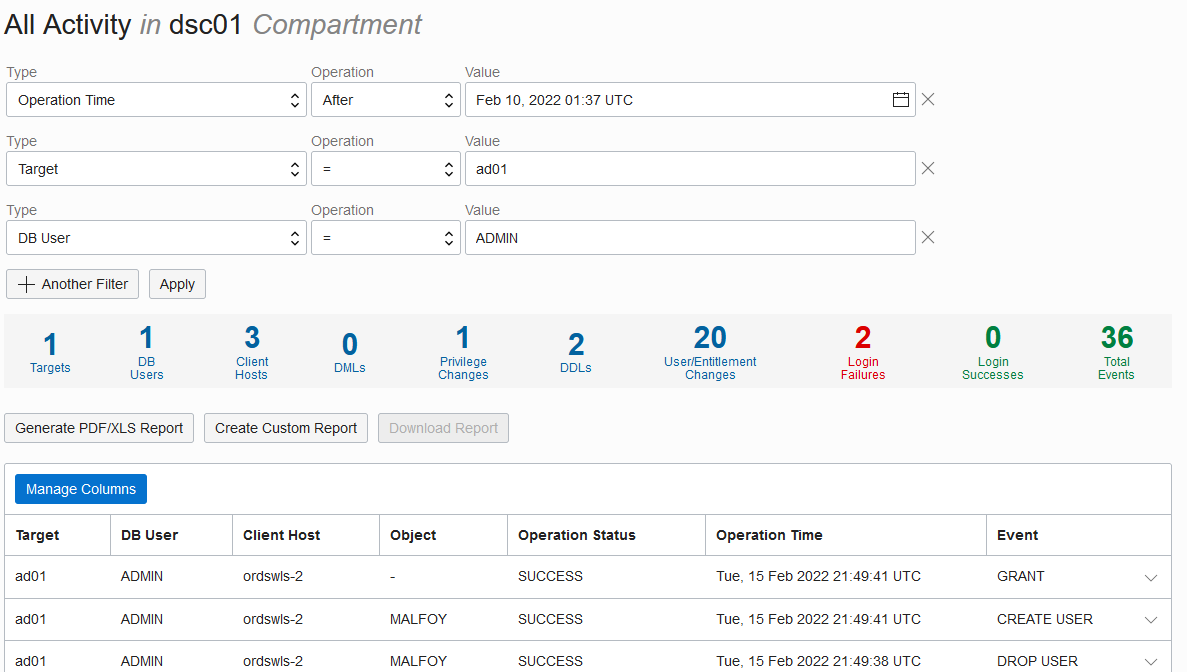 All Activity in dsc01 Compartment
Type Operation Value
Operation Time After Feb 10, 2022 01:37 UTC
Type Operation Value
Target = ad01
Type Operation Value
DB User = ADMIN
Another Filter Apply
1 1 3 0 1 2 20 2 0 36
Targets DB Users Client Hosts DMLs Privilege Changes DDLs User/Entitlement Changes Login Failures Login Successes Total Events
Generate PDF/XLS Report Create Custom Report Download Report
Manage Columns
Target DB User Client Host Object Operation Status Operation Time Event
ad01 ADMIN ordswls-2 - SUCCESS Tue, 15 Feb 2022 21:49:41 UTC GRANT
ad01 ADMIN ordswls-2 MALFOY SUCCESS Tue, 15 Feb 2022 21:49:41 UTC CREATE USER
ad01 ADMIN ordswls-2 MALFOY SUCCESS Tue, 15 Feb 2022 21:49:38 UTC DROP USER